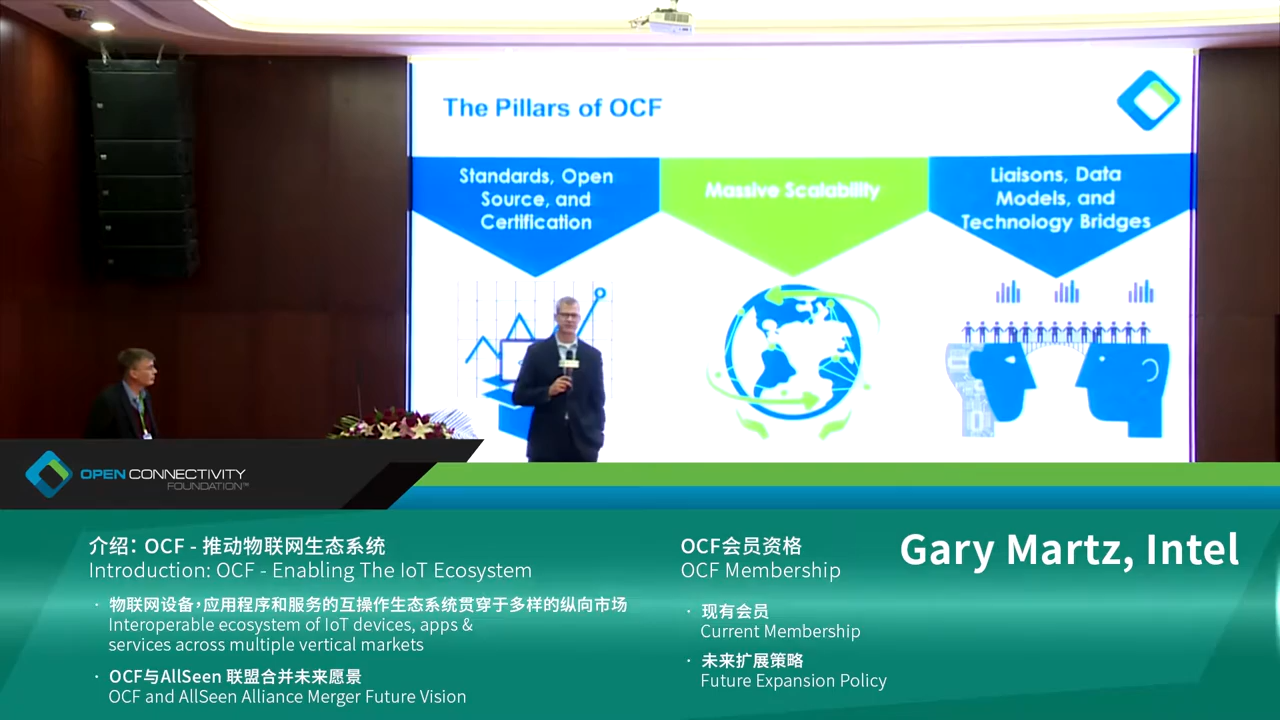 The Pillars of OCF
Standards, Open
Source, and
Certification
Massive Scalability
Liaisons, Data
Models, and
Technology Bridges
OPEN CONNECTIVITY
FOUNDATION™
介绍：OCF - 推动物联网生态系统
Introduction: OCF - Enabling The IoT Ecosystem
· 物联网设备，应用程序和服务的互操作生态系统贯穿于多样的纵向市场
Interoperable ecosystem of IoT devices, apps &
services across multiple vertical markets
· OCF与AllSeen 联盟合并未来愿景
OCF and AllSeen Alliance Merger Future Vision
OCF会员资格
OCF Membership
· 现有会员
Current Membership
· 未来扩展策略
Future Expansion Policy
Gary Martz, Intel